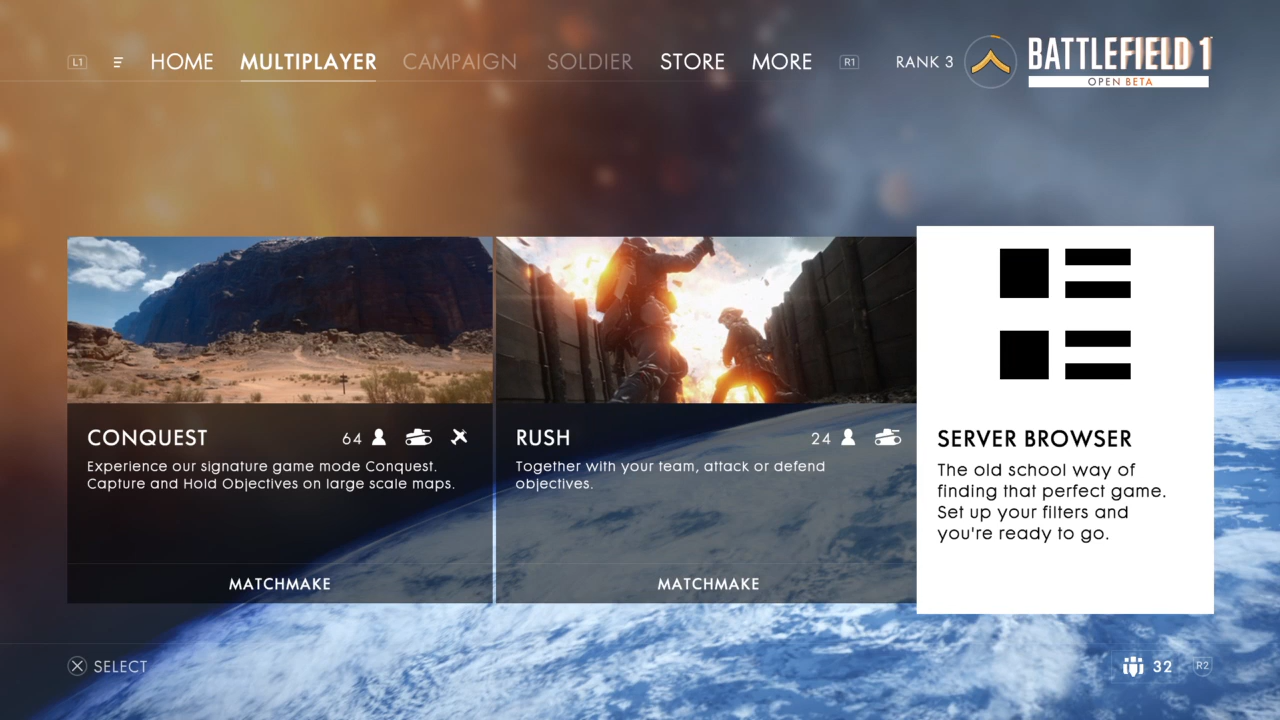 L1 HOME MULTIPLAYER CAMPAIGN SOLDIER STORE MORE R1 RANK 3 BATTLEFIELD 1
OPEN BETA
CONQUEST 64
Experience our signature game mode Conquest.
Capture and Hold Objectives on large scale maps.
MATCHMAKE
RUSH 24
Together with your team, attack or defend
objectives.
MATCHMAKE
SERVER BROWSER
The old school way of
finding that perfect game.
Set up your filters and
you're ready to go.
SELECT
32 R2